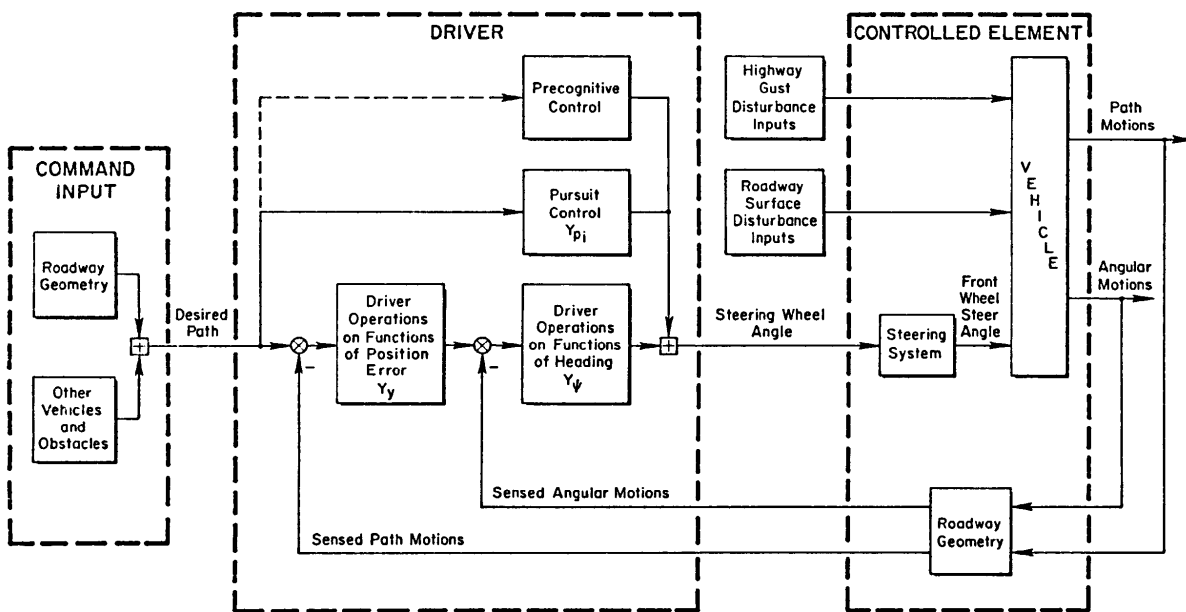 COMMAND
INPUT
Roadway
Geometry
Other
Vehicles
and
Obstacles
Desired
Path
DRIVER
Precognitive
Control
Pursuit
Control
Ypi
Driver
Operations
on Functions
of Position
Error
Yy
Driver
Operations
on Functions
of Heading
Yψ
+
+
−
−
Sensed Angular Motions
Sensed Path Motions
Steering Wheel
Angle
Highway
Gust
Disturbance
Inputs
Roadway
Surface
Disturbance
Inputs
CONTROLLED ELEMENT
Steering
System
Front
Wheel
Steer
Angle
VEHICLE
Roadway
Geometry
Path
Motions
Angular
Motions